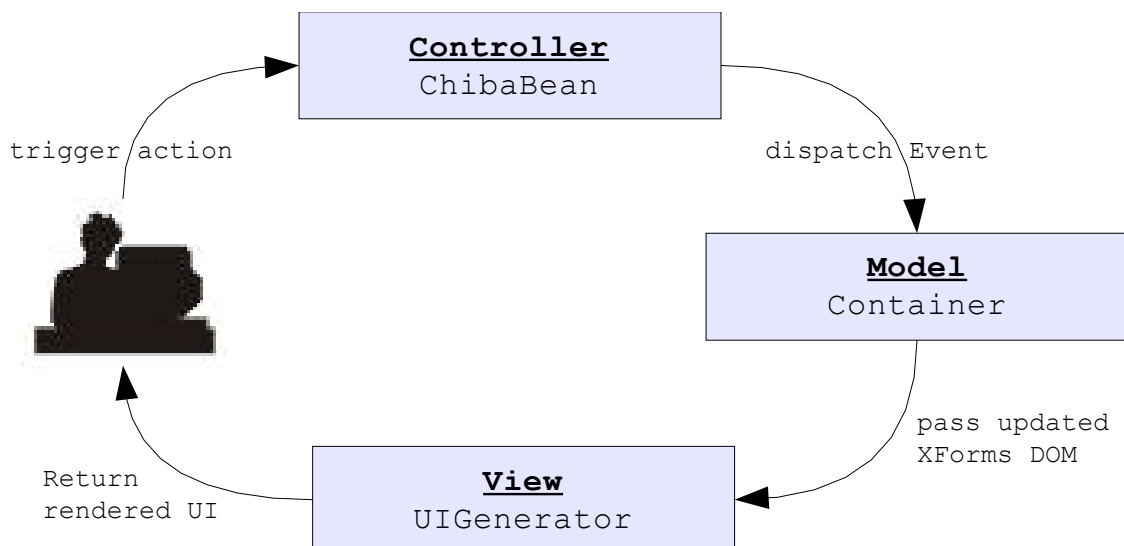 Controller
ChibaBean
trigger action
dispatch Event
Model
Container
pass updated
XForms DOM
View
UIGenerator
Return
rendered UI